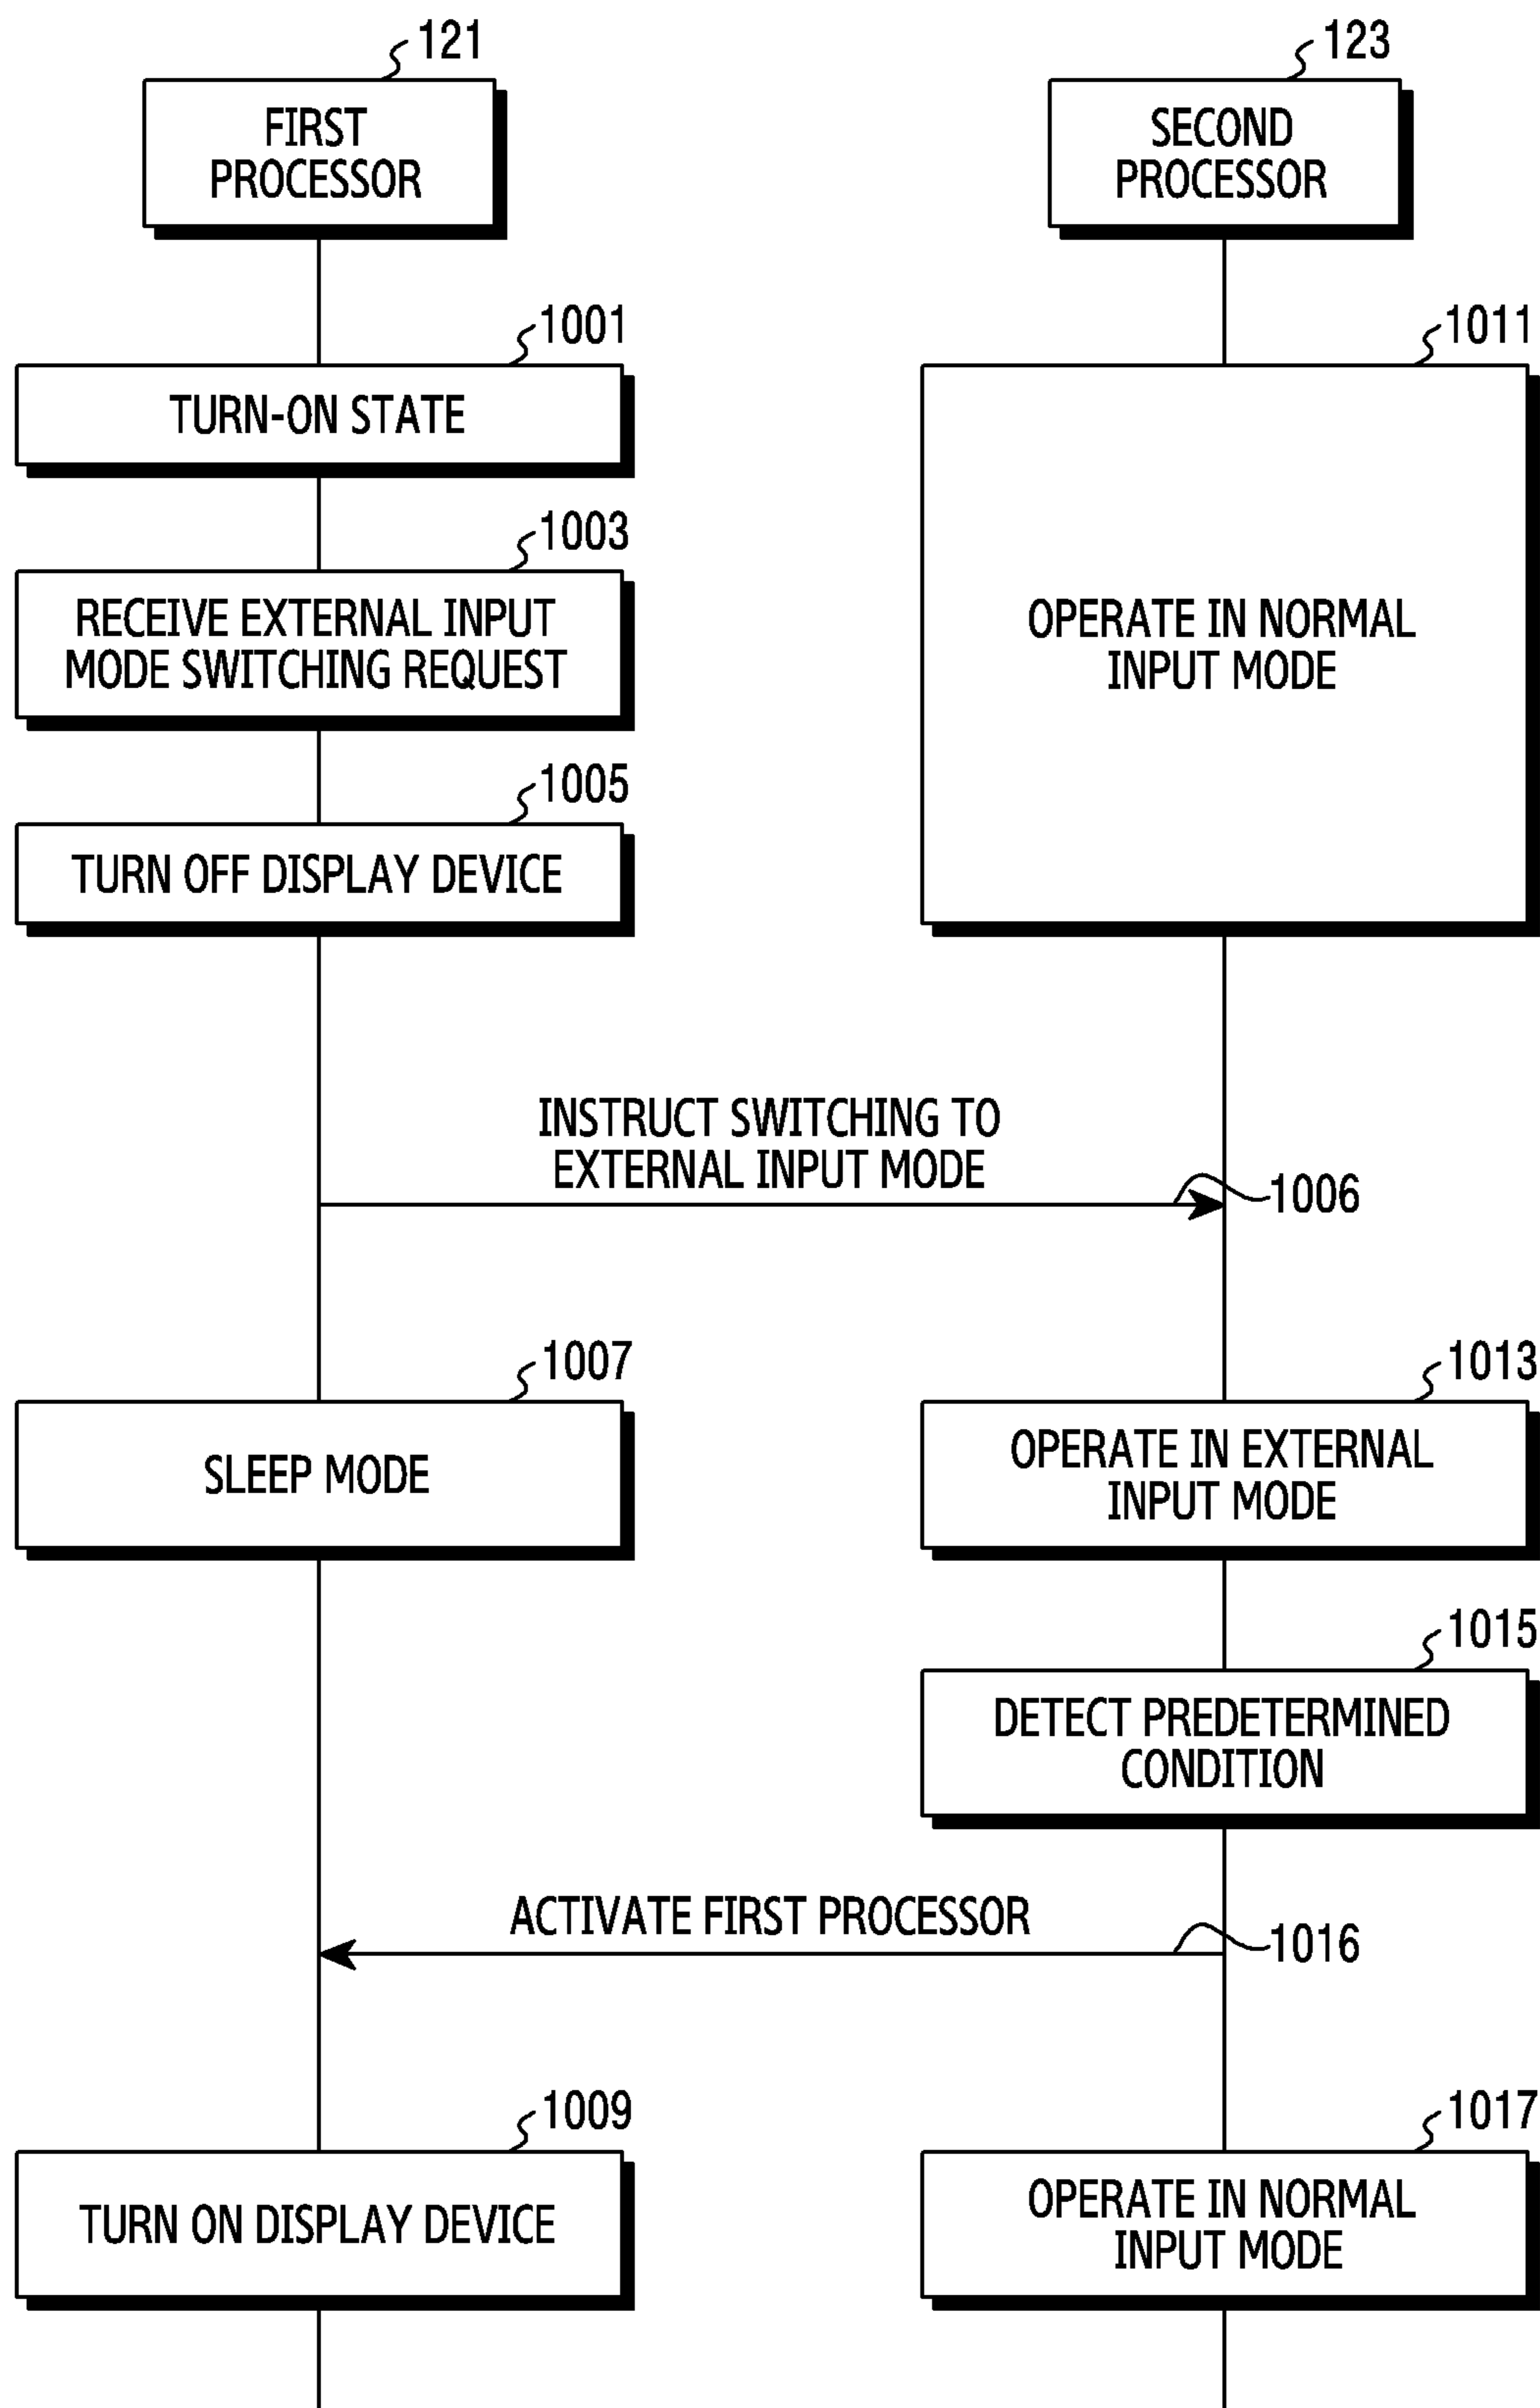 121
FIRST
PROCESSOR
123
SECOND
PROCESSOR
1001
TURN-ON STATE
1011
OPERATE IN NORMAL
INPUT MODE
1003
RECEIVE EXTERNAL INPUT
MODE SWITCHING REQUEST
1005
TURN OFF DISPLAY DEVICE
INSTRUCT SWITCHING TO
EXTERNAL INPUT MODE
1006
1007
SLEEP MODE
1013
OPERATE IN EXTERNAL
INPUT MODE
1015
DETECT PREDETERMINED
CONDITION
ACTIVATE FIRST PROCESSOR
1016
1009
TURN ON DISPLAY DEVICE
1017
OPERATE IN NORMAL
INPUT MODE